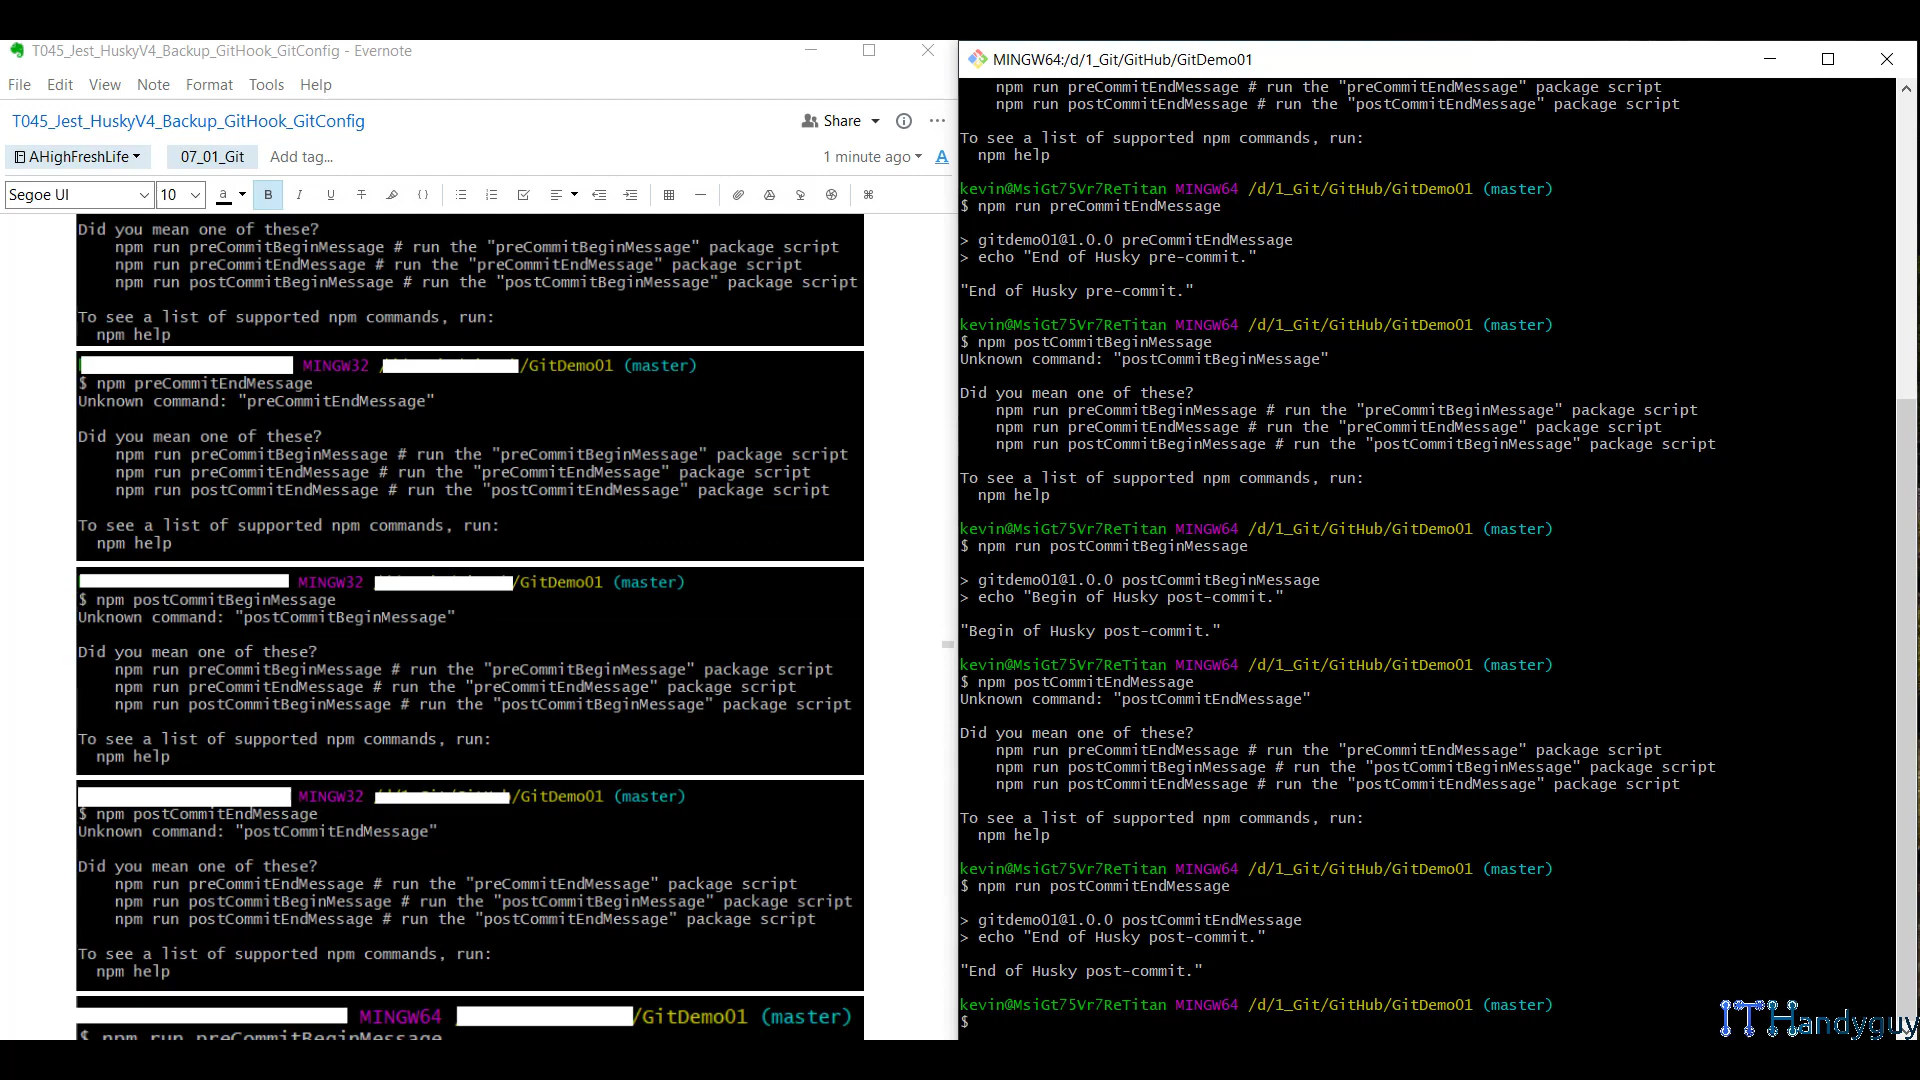 T045_Jest_HuskyV4_Backup_GitHook_GitConfig - Evernote
File Edit View Note Format Tools Help
T045_Jest_HuskyV4_Backup_GitHook_GitConfig
Share
AHighFreshLife
07_01_Git
Add tag...
1 minute ago
A
Segoe UI
10
a B I U T
Did you mean one of these?
npm run preCommitBeginMessage # run the "preCommitBeginMessage" package script
npm run preCommitEndMessage # run the "preCommitEndMessage" package script
npm run postCommitBeginMessage # run the "postCommitBeginMessage" package script
To see a list of supported npm commands, run:
npm help
MINGW32 /GitDemo01 (master)
$ npm preCommitEndMessage
Unknown command: "preCommitEndMessage"
Did you mean one of these?
npm run preCommitBeginMessage # run the "preCommitBeginMessage" package script
npm run preCommitEndMessage # run the "preCommitEndMessage" package script
npm run postCommitEndMessage # run the "postCommitEndMessage" package script
To see a list of supported npm commands, run:
npm help
MINGW32 /GitDemo01 (master)
$ npm postCommitBeginMessage
Unknown command: "postCommitBeginMessage"
Did you mean one of these?
npm run preCommitBeginMessage # run the "preCommitBeginMessage" package script
npm run preCommitEndMessage # run the "preCommitEndMessage" package script
npm run postCommitBeginMessage # run the "postCommitBeginMessage" package script
To see a list of supported npm commands, run:
npm help
MINGW32 /GitDemo01 (master)
$ npm postCommitEndMessage
Unknown command: "postCommitEndMessage"
Did you mean one of these?
npm run preCommitEndMessage # run the "preCommitEndMessage" package script
npm run postCommitBeginMessage # run the "postCommitBeginMessage" package script
npm run postCommitEndMessage # run the "postCommitEndMessage" package script
To see a list of supported npm commands, run:
npm help
MINGW64 /GitDemo01 (master)
$ npm run preCommitBeginMessage
MINGW64:/d/1_Git/GitHub/GitDemo01
npm run preCommitEndMessage # run the "preCommitEndMessage" package script
npm run postCommitEndMessage # run the "postCommitEndMessage" package script
To see a list of supported npm commands, run:
npm help
kevin@MsiGt75Vr7ReTitan MINGW64 /d/1_Git/GitHub/GitDemo01 (master)
$ npm run preCommitEndMessage
> gitdemo01@1.0.0 preCommitEndMessage
> echo "End of Husky pre-commit."
"End of Husky pre-commit."
kevin@MsiGt75Vr7ReTitan MINGW64 /d/1_Git/GitHub/GitDemo01 (master)
$ npm postCommitBeginMessage
Unknown command: "postCommitBeginMessage"
Did you mean one of these?
npm run preCommitBeginMessage # run the "preCommitBeginMessage" package script
npm run preCommitEndMessage # run the "preCommitEndMessage" package script
npm run postCommitBeginMessage # run the "postCommitBeginMessage" package script
To see a list of supported npm commands, run:
npm help
kevin@MsiGt75Vr7ReTitan MINGW64 /d/1_Git/GitHub/GitDemo01 (master)
$ npm run postCommitBeginMessage
> gitdemo01@1.0.0 postCommitBeginMessage
> echo "Begin of Husky post-commit."
"Begin of Husky post-commit."
kevin@MsiGt75Vr7ReTitan MINGW64 /d/1_Git/GitHub/GitDemo01 (master)
$ npm postCommitEndMessage
Unknown command: "postCommitEndMessage"
Did you mean one of these?
npm run preCommitEndMessage # run the "preCommitEndMessage" package script
npm run postCommitBeginMessage # run the "postCommitBeginMessage" package script
npm run postCommitEndMessage # run the "postCommitEndMessage" package script
To see a list of supported npm commands, run:
npm help
kevin@MsiGt75Vr7ReTitan MINGW64 /d/1_Git/GitHub/GitDemo01 (master)
$ npm run postCommitEndMessage
> gitdemo01@1.0.0 postCommitEndMessage
> echo "End of Husky post-commit."
"End of Husky post-commit."
kevin@MsiGt75Vr7ReTitan MINGW64 /d/1_Git/GitHub/GitDemo01 (master)
$
ITHandyguy